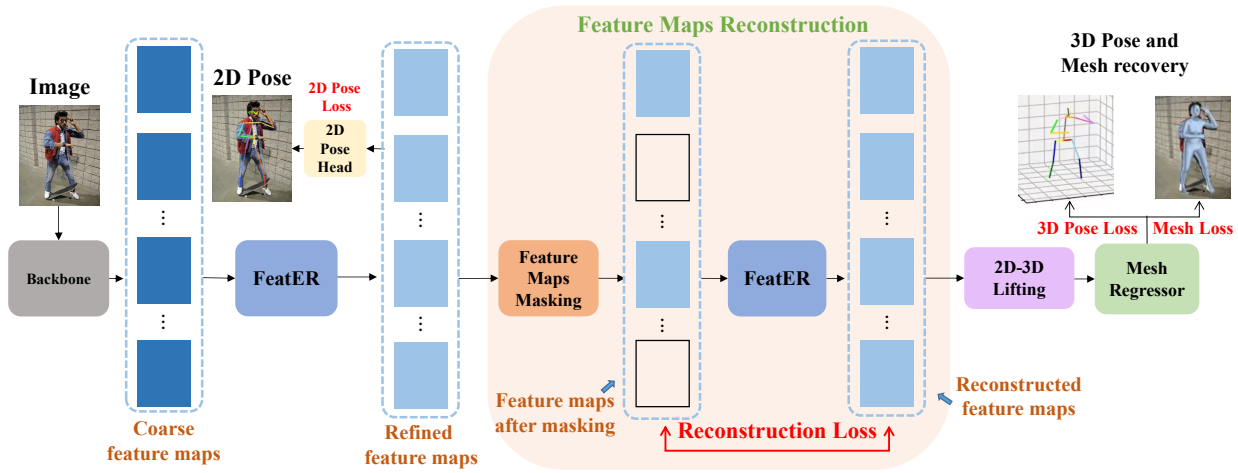 Feature Maps Reconstruction
3D Pose and
Mesh recovery
Image
2D Pose
2D Pose
Loss
2D
Pose
Head
Backbone
FeatER
Feature
Maps
Masking
FeatER
3D Pose Loss
Mesh Loss
2D-3D
Lifting
Mesh
Regressor
Coarse
feature maps
Refined
feature maps
Feature maps
after masking
Reconstruction Loss
Reconstructed
feature maps